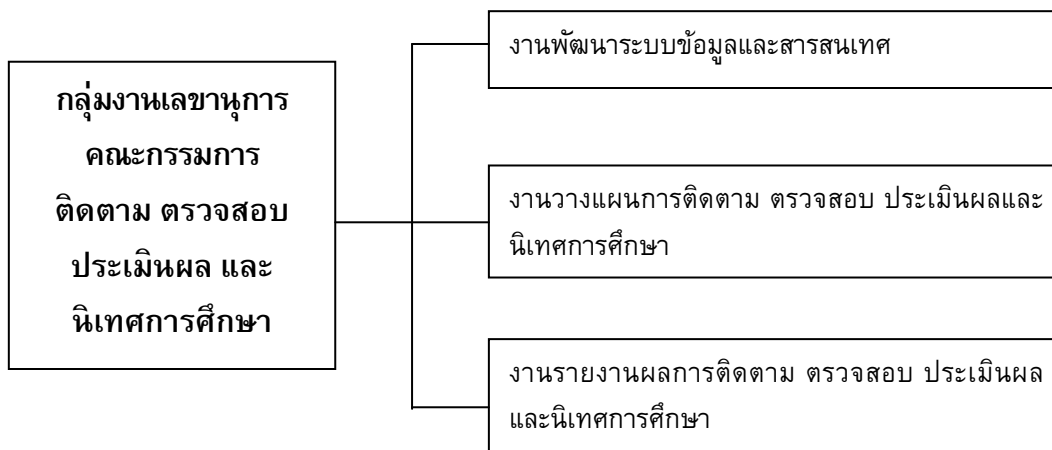 กลุ่มงานเลขานุการ
คณะกรรมการ
ติดตาม ตรวจสอบ
ประเมินผล และ
นิเทศการศึกษา
งานพัฒนาระบบข้อมูลและสารสนเทศ
งานวางแผนการติดตาม ตรวจสอบ ประเมินผลและ
นิเทศการศึกษา
งานรายงานผลการติดตาม ตรวจสอบ ประเมินผล
และนิเทศการศึกษา